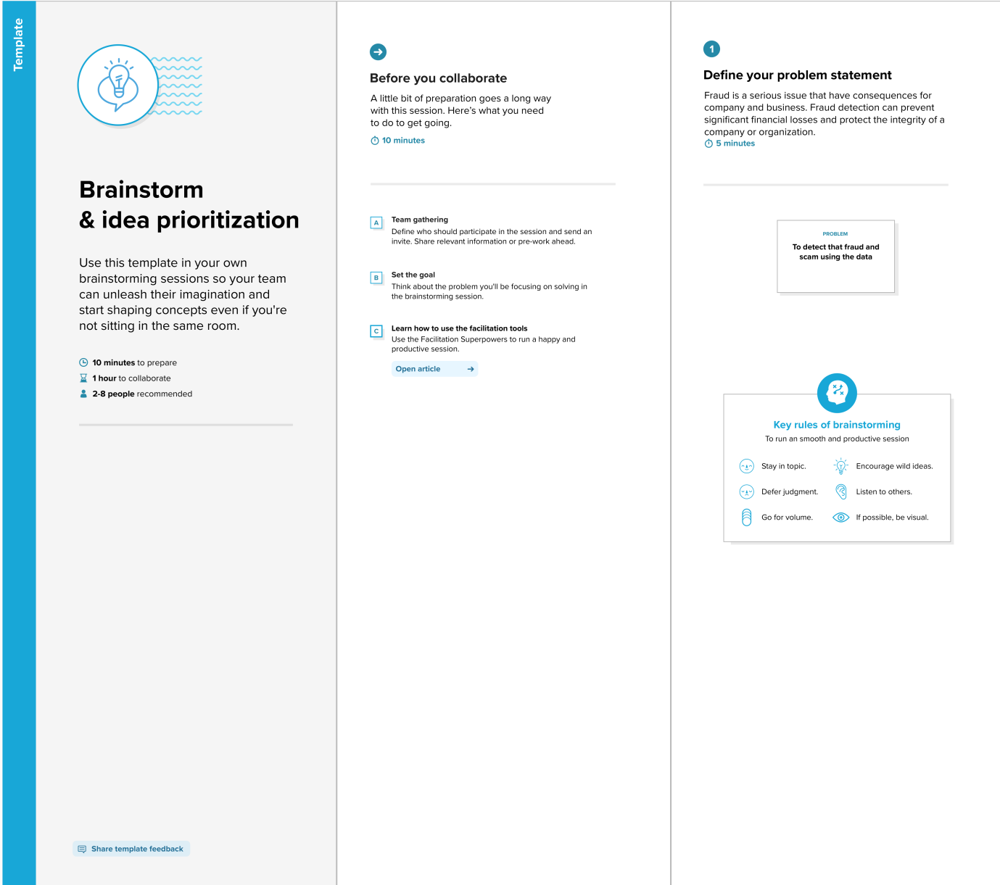 Template
Brainstorm
& idea prioritization
Use this template in your own
brainstorming sessions so your team
can unleash their imagination and
start shaping concepts even if you're
not sitting in the same room.
10 minutes to prepare
1 hour to collaborate
2-8 people recommended
Share template feedback
Before you collaborate
A little bit of preparation goes a long way
with this session. Here's what you need
to do to get going.
10 minutes
A
Team gathering
Define who should participate in the session and send an
invite. Share relevant information or pre-work ahead.
B
Set the goal
Think about the problem you'll be focusing on solving in
the brainstorming session.
C
Learn how to use the facilitation tools
Use the Facilitation Superpowers to run a happy and
productive session.
Open article
1
Define your problem statement
Fraud is a serious issue that have consequences for
company and business. Fraud detection can prevent
significant financial losses and protect the integrity of a
company or organization.
5 minutes
PROBLEM
To detect that fraud and
scam using the data
Key rules of brainstorming
To run an smooth and productive session
Stay in topic.
Encourage wild ideas.
Defer judgment.
Listen to others.
Go for volume.
If possible, be visual.